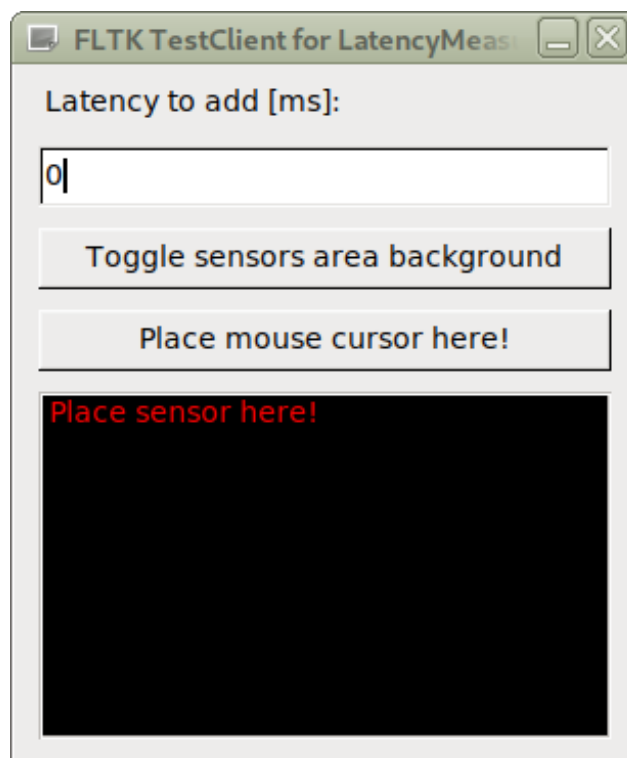 FLTK TestClient for LatencyMeas
Latency to add [ms]:
0
Toggle sensors area background
Place mouse cursor here!
Place sensor here!